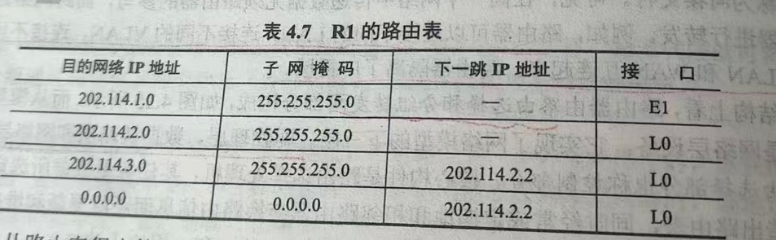 表 4.7 R1 的路由表
目的网络 IP 地址 子 网 掩 码 下一跳 IP 地址 接 口
202.114.1.0 255.255.255.0 E1
202.114.2.0 255.255.255.0 L0
202.114.3.0 255.255.255.0 202.114.2.2 L0
0.0.0.0 0.0.0.0 202.114.2.2 L0